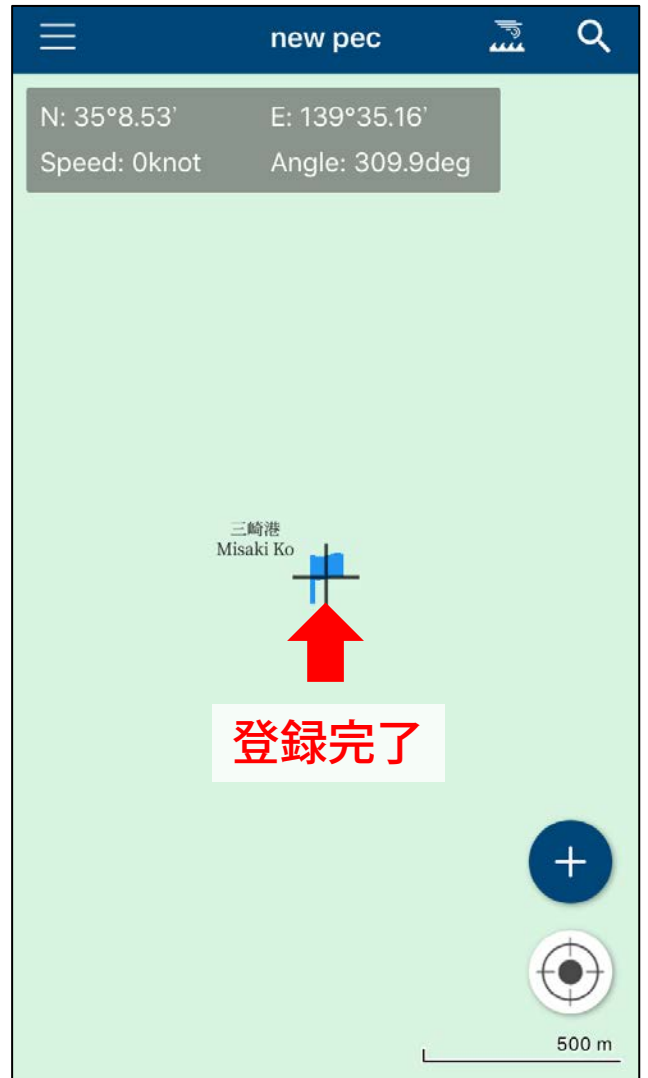 new pec
N: 35°8.53' E: 139°35.16'
Speed: 0knot Angle: 309.9deg
三崎港
Misaki Ko
登録完了
500 m